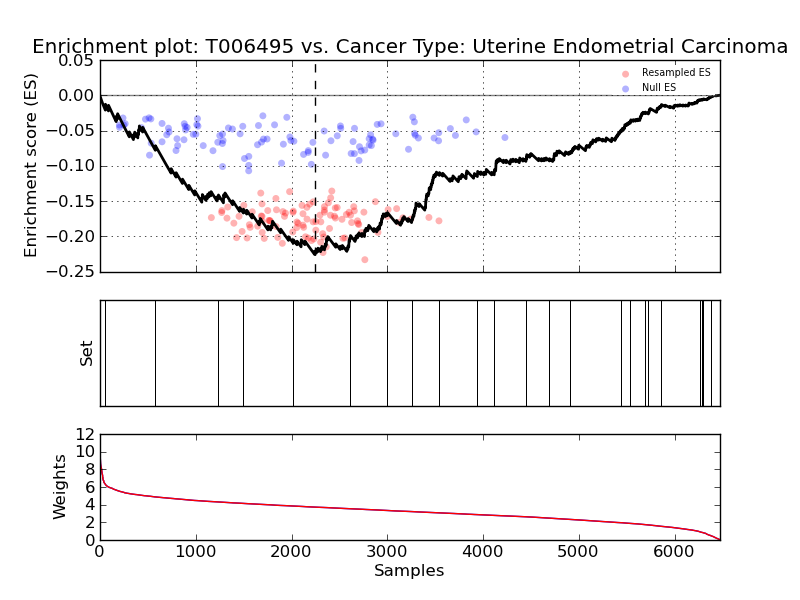 Enrichment plot: T006495 vs. Cancer Type: Uterine Endometrial Carcinoma
0.05
0.00
−0.05
−0.10
−0.15
−0.20
−0.25
Enrichment score (ES)
Resampled ES
Null ES
Set
12
10
8
6
4
2
0
Weights
0 1000 2000 3000 4000 5000 6000
Samples